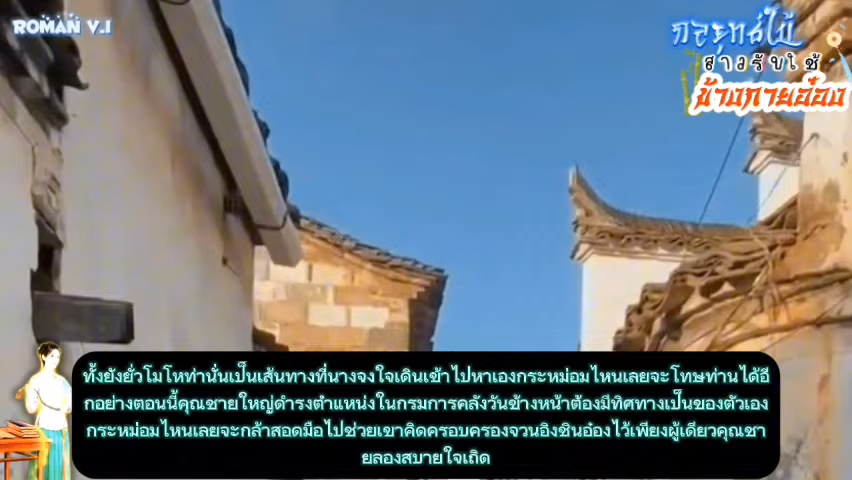 ROMAN V.I
กอดหทัยไป่
สาวรับใช้
ข้างกายอ๋อง
ทั้งยังยั่วโมโหท่านั่นเป็นเส้นทางที่นางจงใจเดินเข้าไปหาเองกระหม่อมไหนเลยจะโทษท่านได้อี
กอย่างตอนนี้คุณชายใหญ่ดำรงตำแหน่งในกรมการคลังวันข้างหน้าต้องมีทิศทางเป็นของตัวเอง
กระหม่อมไหนเลยจะกล้าสอดมือไปช่วยเขาคิดครอบครองจวนอิงชินอ๋องไว้เพียงผู้เดียวคุณชา
ยลองสบายใจเถิด